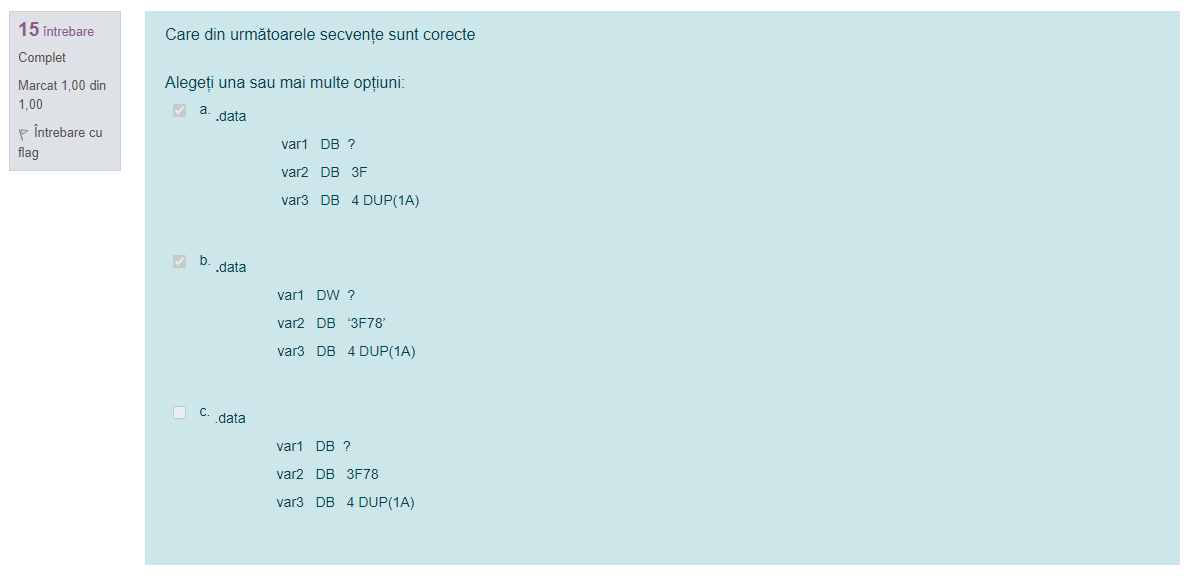 15 întrebare
Complet
Marcat 1,00 din
1,00
Întrebare cu
flag
Care din următoarele secvențe sunt corecte
Alegeți una sau mai multe opțiuni:
a. .data
var1 DB ?
var2 DB 3F
var3 DB 4 DUP(1A)
b. .data
var1 DW ?
var2 DB ‘3F78’
var3 DB 4 DUP(1A)
c. .data
var1 DB ?
var2 DB 3F78
var3 DB 4 DUP(1A)